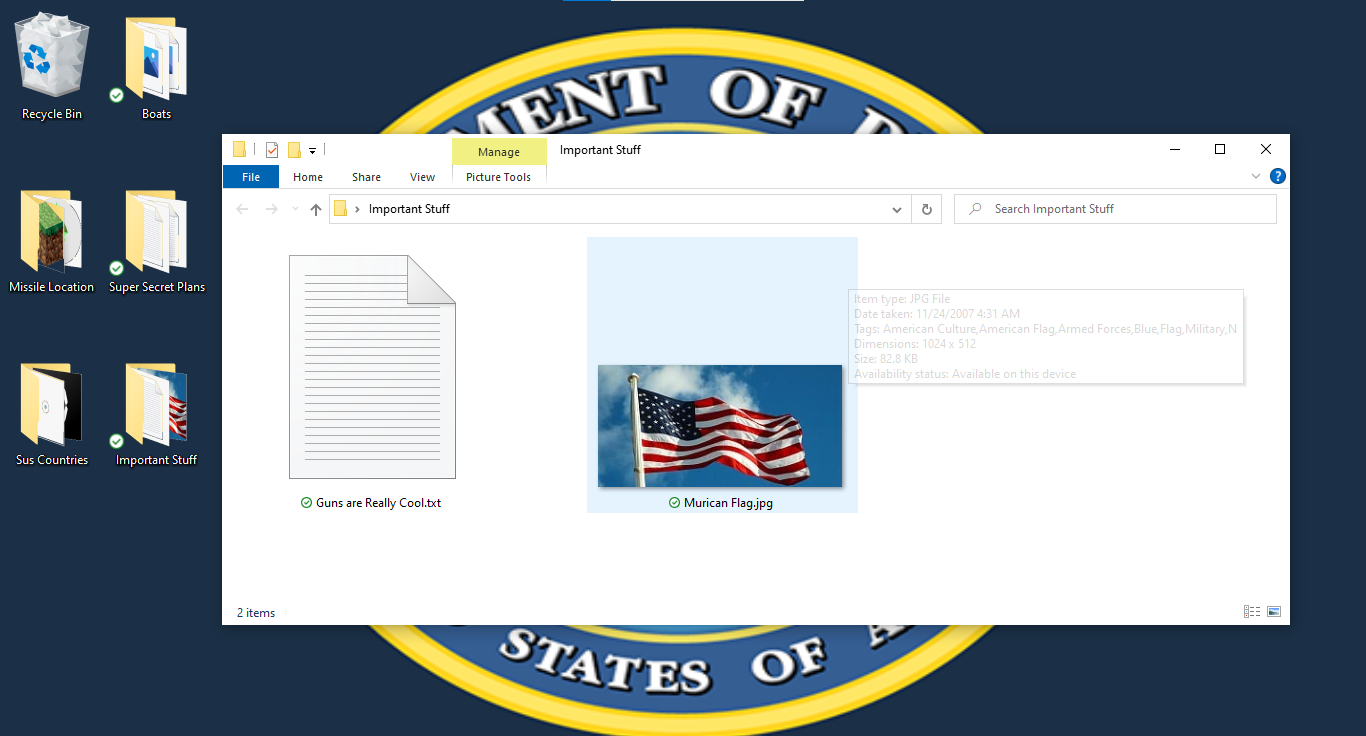 MENT OF
Recycle Bin
Boats
Manage
Important Stuff
File
Home
Share
View
Picture Tools
?
Important Stuff
Search Important Stuff
Missile Location
Super Secret Plans
Item type: JPG File
Date taken: 11/24/2007 4:31 AM
Tags: American Culture,American Flag,Armed Forces,Blue,Flag,Military,N
Dimensions: 1024 x 512
Size: 82.8 KB
Availability status: Available on this device
Sus Countries
Important Stuff
Guns are Really Cool.txt
Murican Flag.jpg
2 items
STATES OF